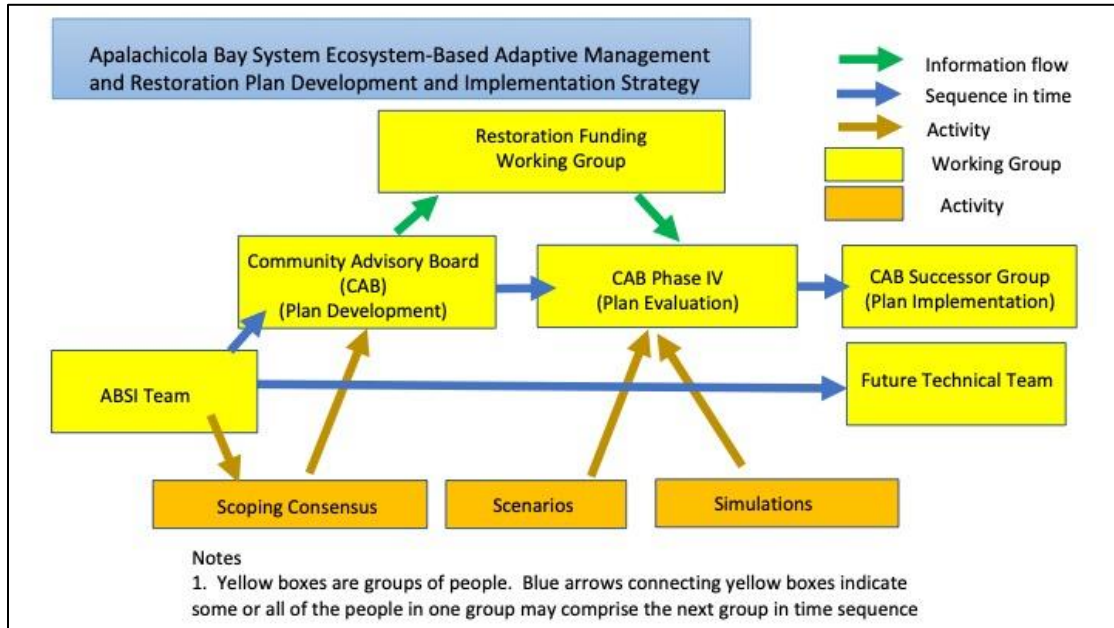 Apalachicola Bay System Ecosystem-Based Adaptive Management
and Restoration Plan Development and Implementation Strategy
Information flow
Sequence in time
Activity
Working Group
Activity
Restoration Funding
Working Group
Community Advisory Board
(CAB)
(Plan Development)
CAB Phase IV
(Plan Evaluation)
CAB Successor Group
(Plan Implementation)
ABSI Team
Future Technical Team
Scoping Consensus
Scenarios
Simulations
Notes
1. Yellow boxes are groups of people. Blue arrows connecting yellow boxes indicate
some or all of the people in one group may comprise the next group in time sequence